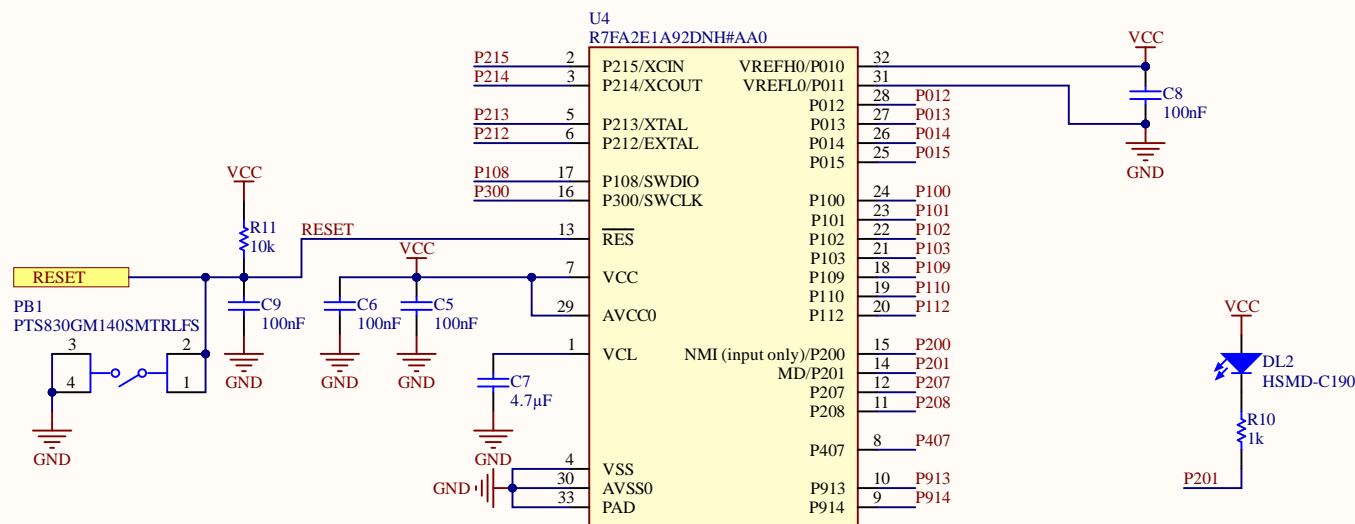 U4
R7FA2E1A92DNH#AA0
P215 2 P215/XCIN
P214 3 P214/XCOUT
P213 5 P213/XTAL
P212 6 P212/EXTAL
P108 17 P108/SWDIO
P300 16 P300/SWCLK
RESET 13 RES
7 VCC
29 AVCC0
1 VCL
4 VSS
30 AVSS0
33 PAD
VREFH0/P010 32
VREFL0/P011 31
P012 28 P012
P013 27 P013
P014 26 P014
P015 25 P015
P100 24 P100
P101 23 P101
P102 22 P102
P103 21 P103
P109 18 P109
P110 19 P110
P112 20 P112
NMI (input only)/P200 15 P200
MD/P201 14 P201
P207 12 P207
P208 11 P208
P407 8 P407
P913 10 P913
P914 9 P914
VCC
R11
10k
RESET
C9
100nF
GND
PB1
PTS830GM140SMTRLFS
3 2
4 1
GND
VCC
C6
100nF
GND
C5
100nF
GND
C7
4.7µF
GND
GND
VCC
C8
100nF
GND
VCC
DL2
HSMD-C190
R10
1k
P201